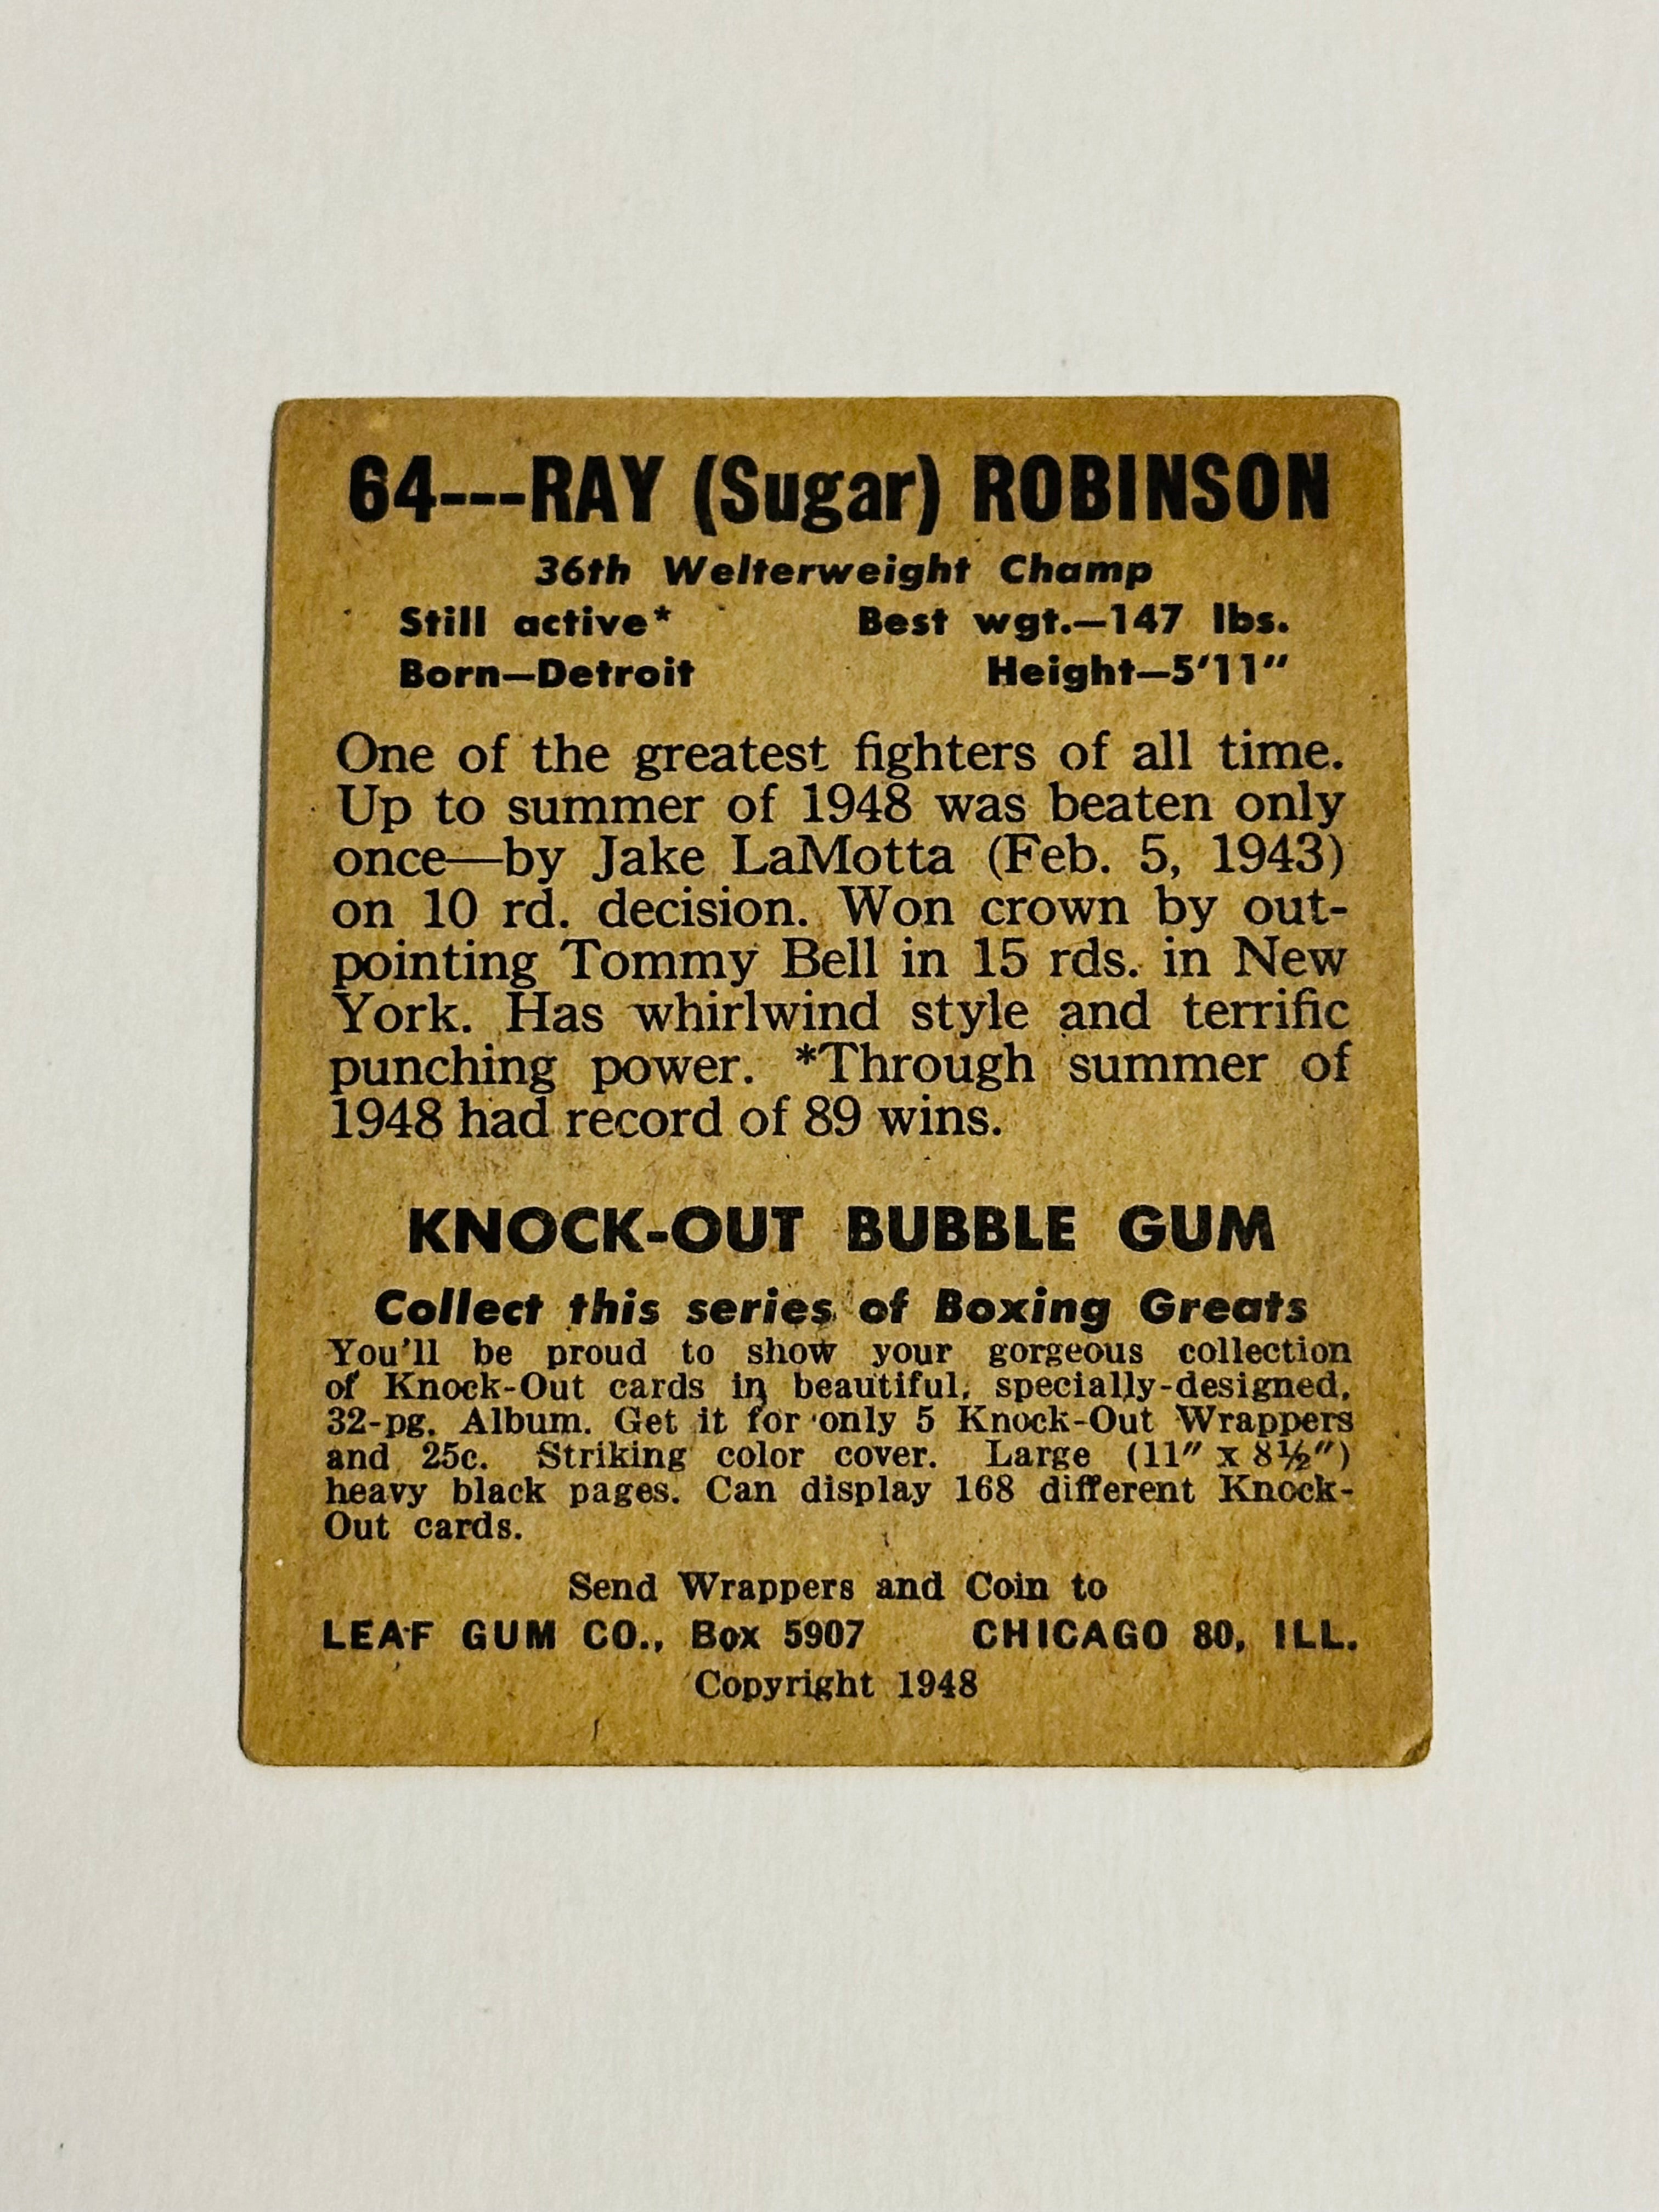 64---RAY (Sugar) ROBINSON
36th Welterweight Champ
Still active* Best wgt.—147 lbs.
Born—Detroit Height—5'11"
One of the greatest fighters of all time.
Up to summer of 1948 was beaten only
once—by Jake LaMotta (Feb. 5, 1943)
on 10 rd. decision. Won crown by out-
pointing Tommy Bell in 15 rds. in New
York. Has whirlwind style and terrific
punching power. *Through summer of
1948 had record of 89 wins.
KNOCK-OUT BUBBLE GUM
Collect this series of Boxing Greats
You'll be proud to show your gorgeous collection
of Knock-Out cards in beautiful, specially-designed,
32-pg. Album. Get it for only 5 Knock-Out Wrappers
and 25c. Striking color cover. Large (11" x 8½")
heavy black pages. Can display 168 different Knock-
Out cards.
Send Wrappers and Coin to
LEAF GUM CO., Box 5907 CHICAGO 80, ILL.
Copyright 1948